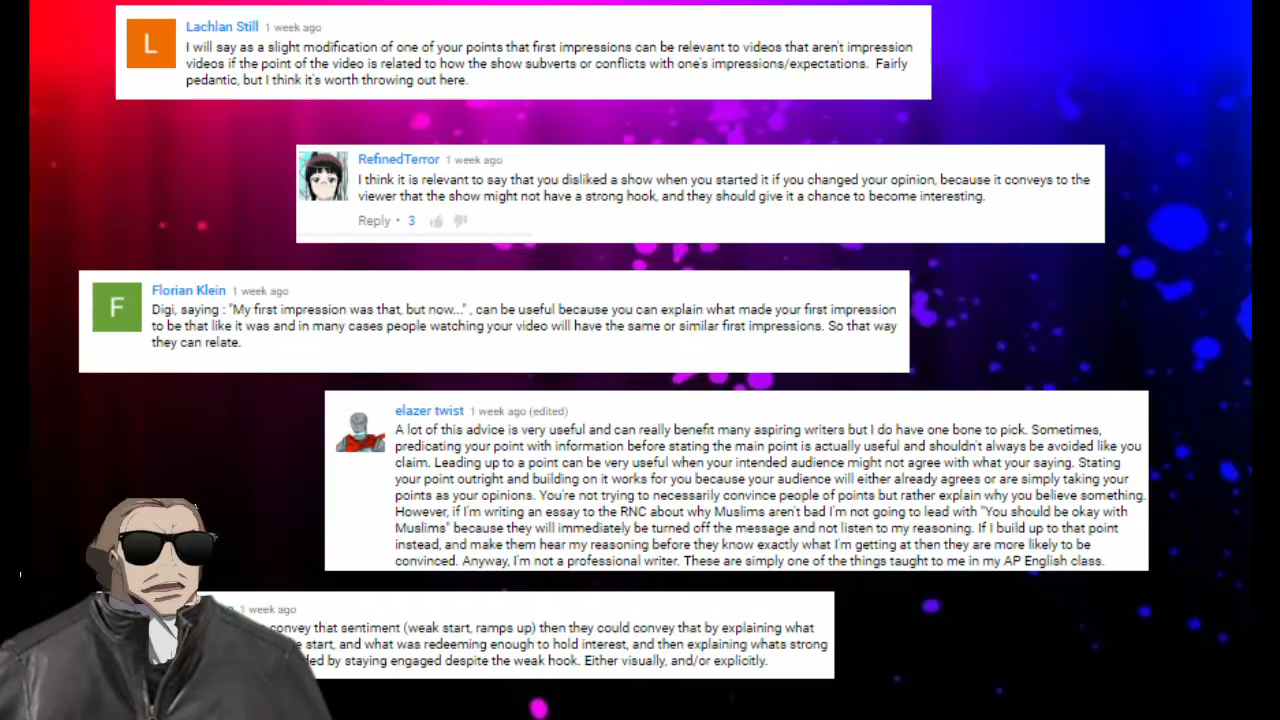 L
Lachlan Still 1 week ago
I will say as a slight modification of one of your points that first impressions can be relevant to videos that aren't impression
videos if the point of the video is related to how the show subverts or conflicts with one's impressions/expectations. Fairly
pedantic, but I think it's worth throwing out here.
RefinedTerror 1 week ago
I think it is relevant to say that you disliked a show when you started it if you changed your opinion, because it conveys to the
viewer that the show might not have a strong hook, and they should give it a chance to become interesting.
Reply · 3
F
Florian Klein 1 week ago
Digi, saying : "My first impression was that, but now..." , can be useful because you can explain what made your first impression
to be that like it was and in many cases people watching your video will have the same or similar first impressions. So that way
they can relate.
elazer twist 1 week ago (edited)
A lot of this advice is very useful and can really benefit many aspiring writers but I do have one bone to pick. Sometimes,
predicating your point with information before stating the main point is actually useful and shouldn't always be avoided like you
claim. Leading up to a point can be very useful when your intended audience might not agree with what your saying. Stating
your point outright and building on it works for you because your audience will either already agrees or are simply taking your
points as your opinions. You're not trying to necessarily convince people of points but rather explain why you believe something.
However, if I'm writing an essay to the RNC about why Muslims aren't bad I'm not going to lead with "You should be okay with
Muslims" because they will immediately be turned off the message and not listen to my reasoning. If I build up to that point
instead, and make them hear my reasoning before they know exactly what I'm getting at then they are more likely to be
convinced. Anyway, I'm not a professional writer. These are simply one of the things taught to me in my AP English class.
1 week ago
convey that sentiment (weak start, ramps up) then they could convey that by explaining what
start, and what was redeeming enough to hold interest, and then explaining whats strong
by staying engaged despite the weak hook. Either visually, and/or explicitly.